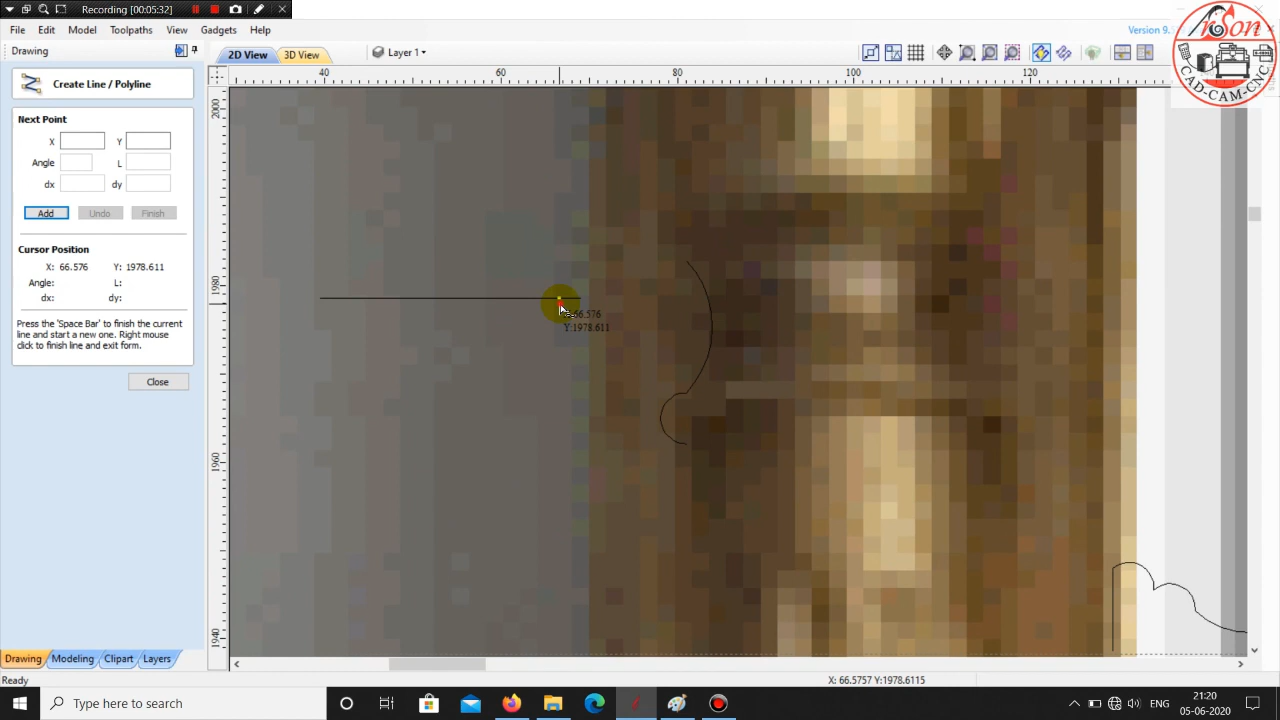 Recording [00:05:32]
File Edit Model Toolpaths View Gadgets Help
Version 9.
Drawing
2D View 3D View Layer 1
Create Line / Polyline
40 60 80 100 120
Next Point
X Y
Angle L
dx dy
Add Undo Finish
Cursor Position
X: 66.576 Y: 1978.611
Angle: L:
dx: dy:
Press the 'Space Bar' to finish the current
line and start a new one. Right mouse
click to finish line and exit form.
Close
2000
1980
1960
1940
66.576
Y:1978.611
Drawing Modeling Clipart Layers
Ready
X: 66.5757 Y:1978.6115
Type here to search
ENG
21:20
05-06-2020
CAD-CAM-CNC